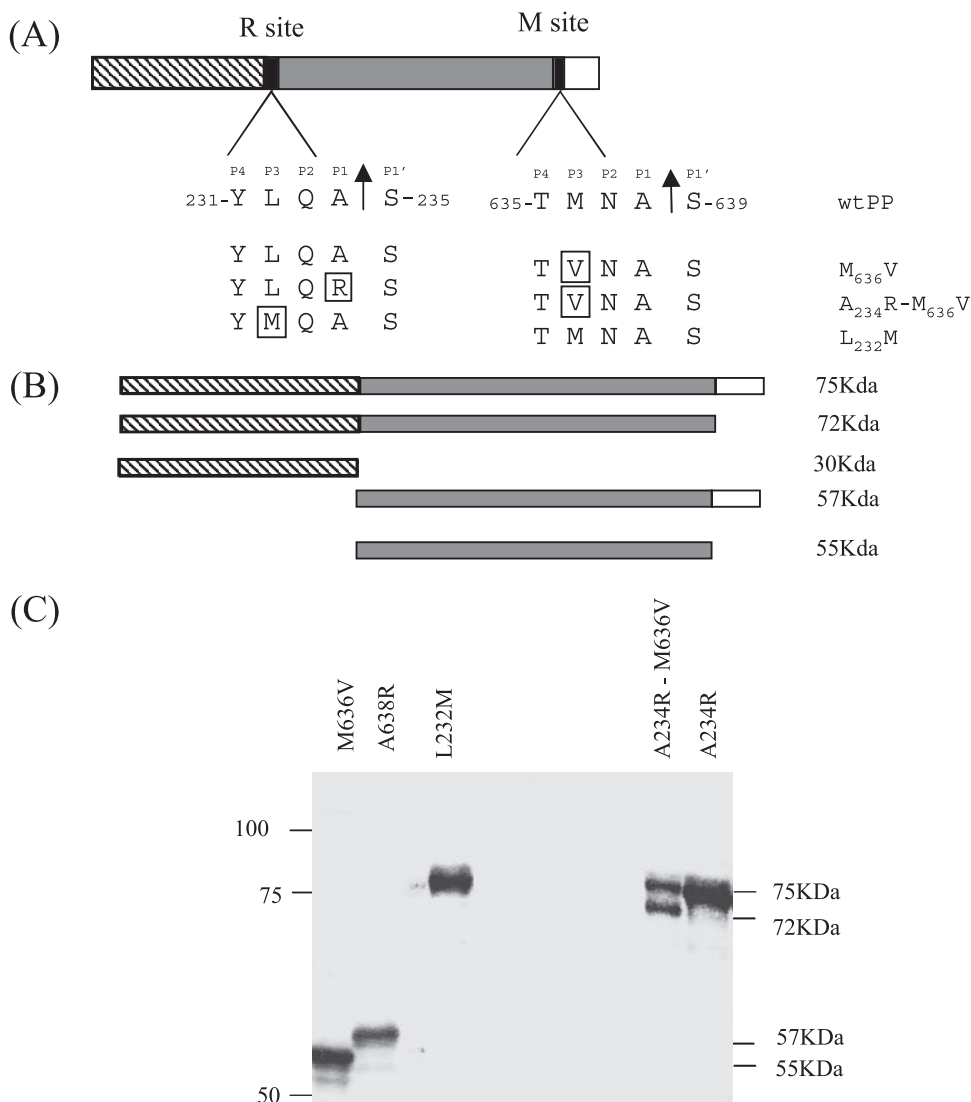 (A)
R site
M site
P4 P3 P2 P1 P1'
P4 P3 P2 P1 P1'
231-Y L Q A S-235
635-T M N A S-639
wtPP
Y L Q A S
T V N A S
M636V
Y L Q R S
T V N A S
A234R-M636V
Y M Q A S
T M N A S
L232M
(B)
75Kda
72Kda
30Kda
57Kda
55Kda
(C)
M636V
A638R
L232M
A234R - M636V
A234R
100
75
50
75KDa
72KDa
57KDa
55KDa